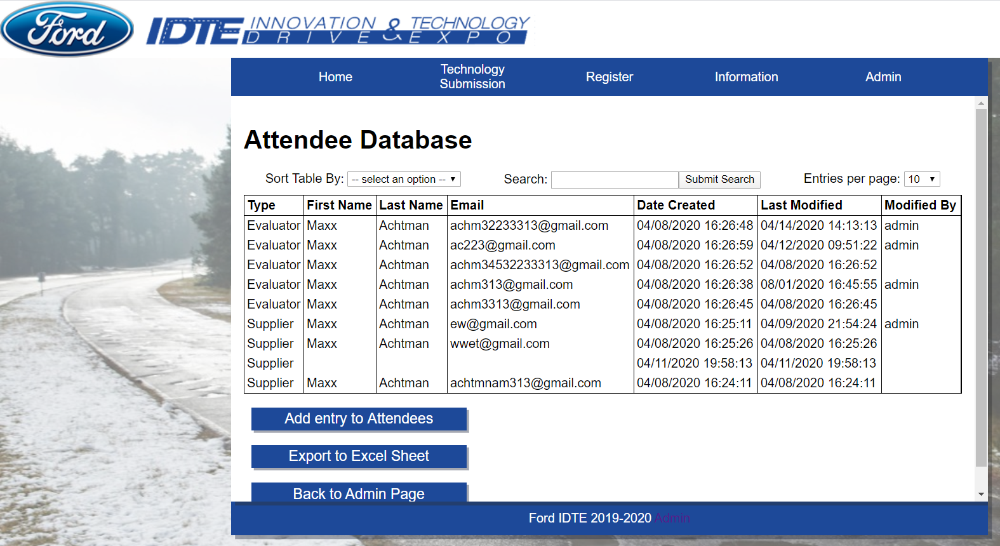 Ford IDTE INNOVATION & TECHNOLOGY
DRIVE & EXPO
Home Technology Submission Register Information Admin
Attendee Database
Sort Table By: -- select an option -- Search: Submit Search Entries per page: 10
Type First Name Last Name Email Date Created Last Modified Modified By
Evaluator Maxx Achtman achm32233313@gmail.com 04/08/2020 16:26:48 04/14/2020 14:13:13 admin
Evaluator Maxx Achtman ac223@gmail.com 04/08/2020 16:26:59 04/12/2020 09:51:22 admin
Evaluator Maxx Achtman achm34532233313@gmail.com 04/08/2020 16:26:52 04/08/2020 16:26:52
Evaluator Maxx Achtman achm313@gmail.com 04/08/2020 16:26:38 08/01/2020 16:45:55 admin
Evaluator Maxx Achtman achm3313@gmail.com 04/08/2020 16:26:45 04/08/2020 16:26:45
Supplier Maxx Achtman ew@gmail.com 04/08/2020 16:25:11 04/09/2020 21:54:24 admin
Supplier Maxx Achtman wwet@gmail.com 04/08/2020 16:25:26 04/08/2020 16:25:26
Supplier 04/11/2020 19:58:13 04/11/2020 19:58:13
Supplier Maxx Achtman achtmnam313@gmail.com 04/08/2020 16:24:11 04/08/2020 16:24:11
Add entry to Attendees
Export to Excel Sheet
Back to Admin Page
Ford IDTE 2019-2020 Admin